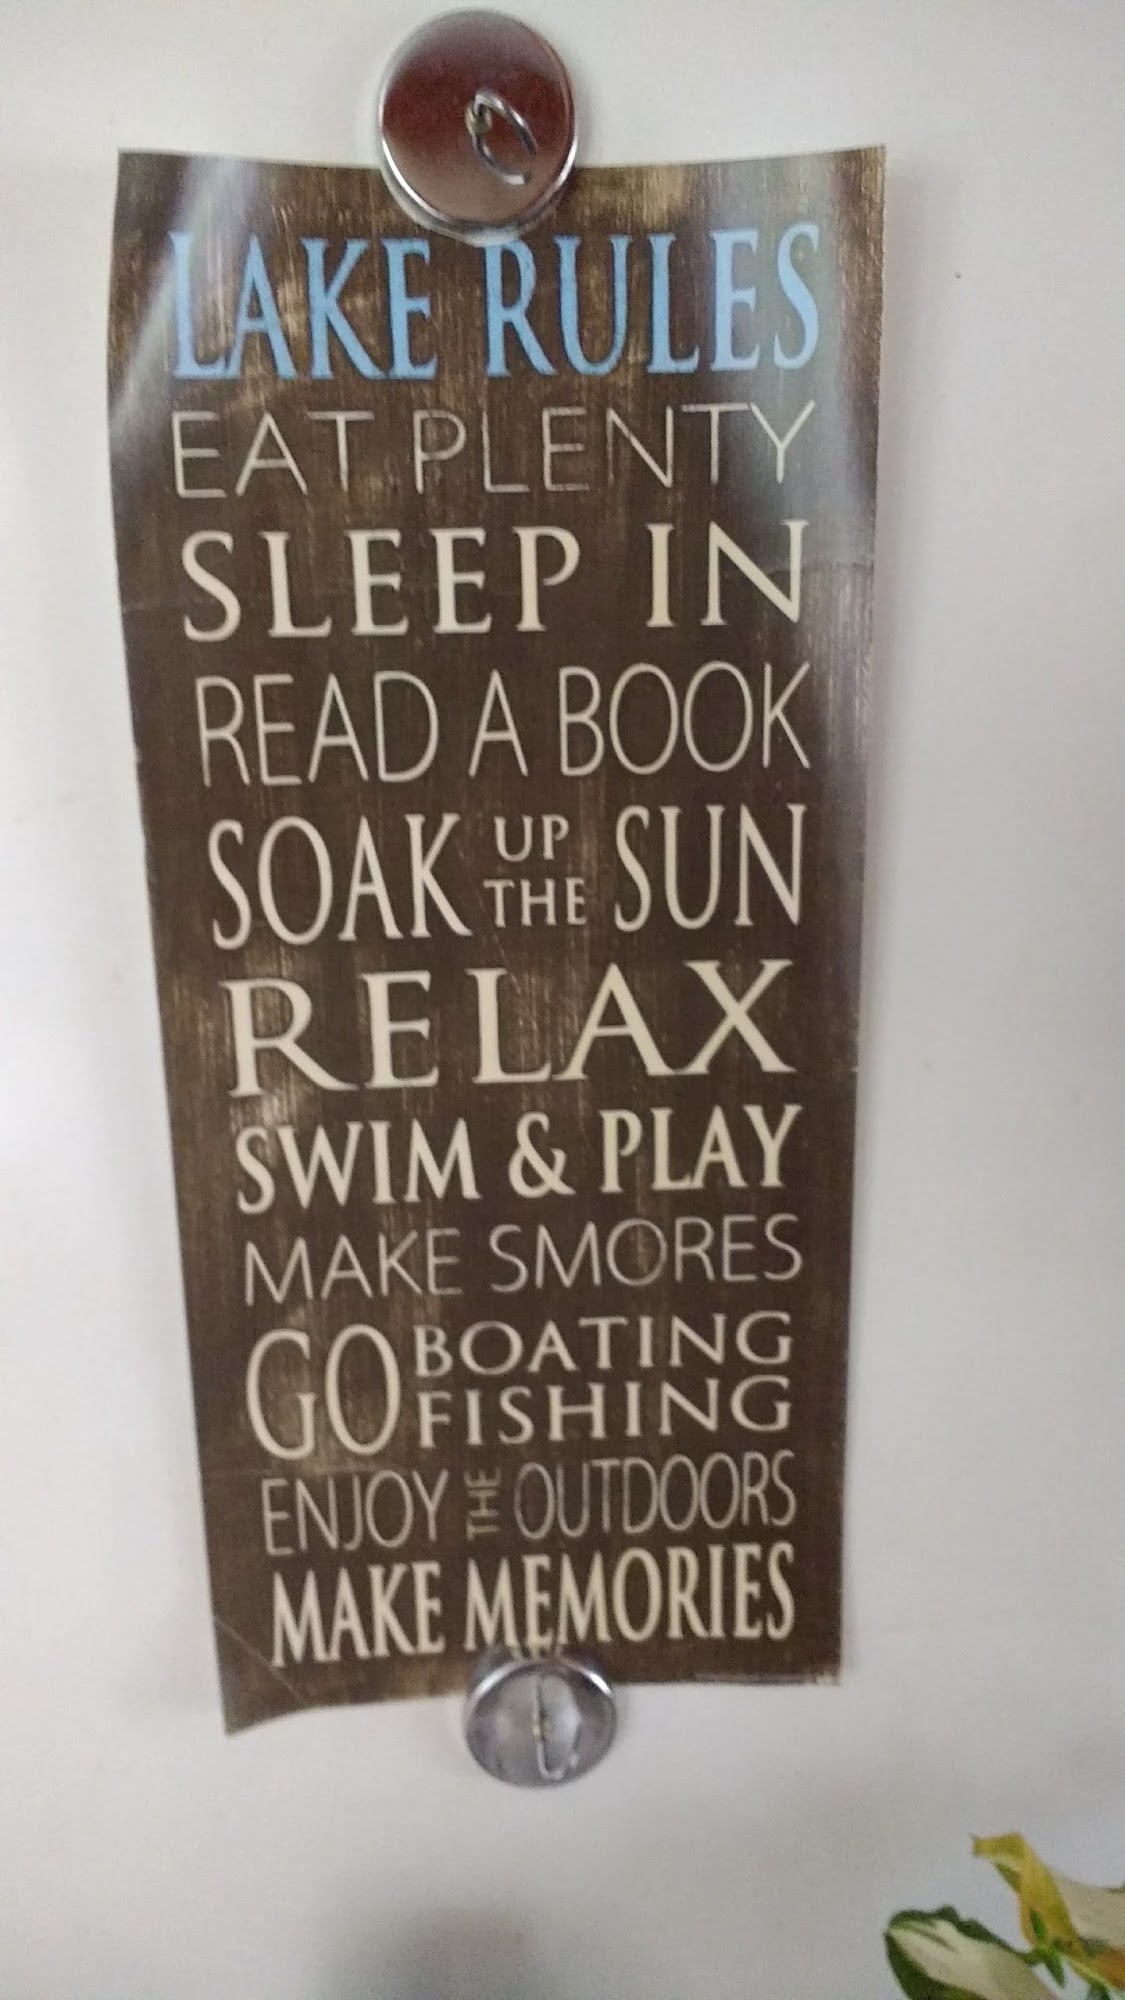 LAKE RULES
EAT PLENTY
SLEEP IN
READ A BOOK
SOAK UP THE SUN
RELAX
SWIM & PLAY
MAKE SMORES
GO BOATING
FISHING
ENJOY THE OUTDOORS
MAKE MEMORIES